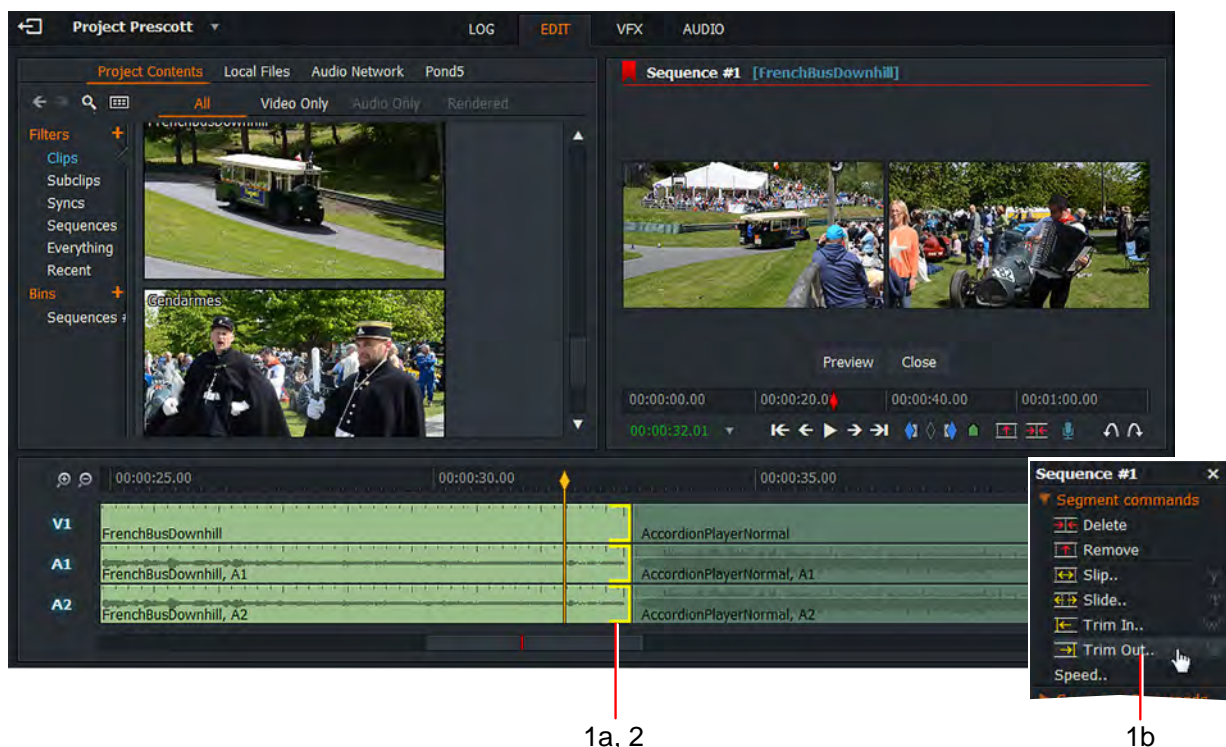 Project Prescott
LOG
EDIT
VFX
AUDIO
Project Contents
Local Files
Audio Network
Pond5
All
Video Only
Audio Only
Rendered
Filters +
Clips
Subclips
Syncs
Sequences
Everything
Recent
Bins +
Sequences
FrenchBusDownhill
Gendarmes
Sequence #1 [FrenchBusDownhill]
Preview
Close
00:00:00.00
00:00:20.0
00:00:40.00
00:01:00.00
00:00:32.01
00:00:25.00
00:00:30.00
00:00:35.00
V1
FrenchBusDownhill
AccordionPlayerNormal
A1
FrenchBusDownhill, A1
AccordionPlayerNormal, A1
A2
FrenchBusDownhill, A2
AccordionPlayerNormal, A2
Sequence #1 ×
Segment commands
Delete
Remove
Slip.. y
Slide..
Trim In..
Trim Out..
Speed..
1a, 2
1b